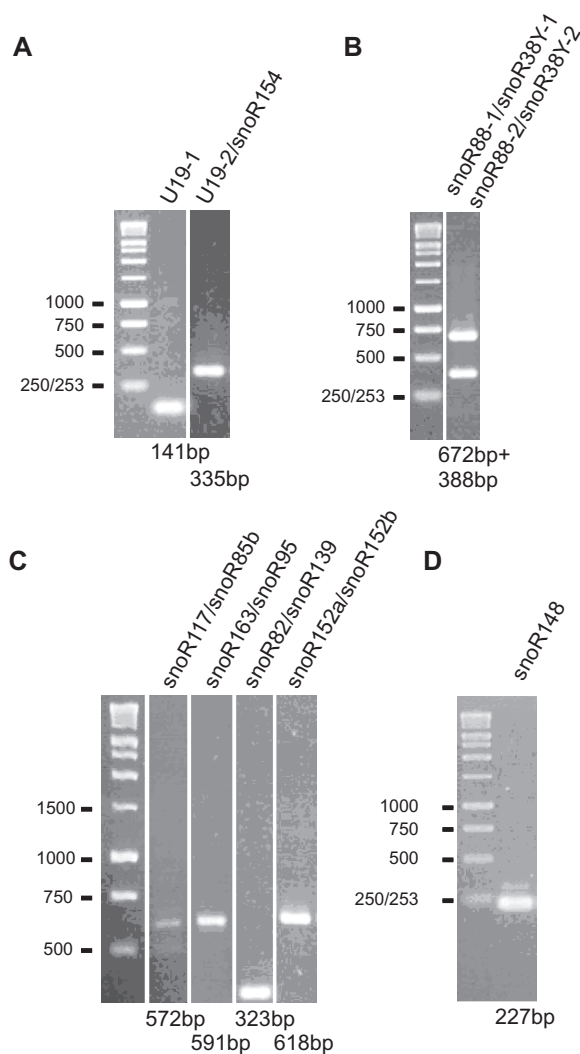 A
U19-1
U19-2/snoR154
1000
750
500
250/253
141bp
335bp
B
snoR88-1/snoR38Y-1
snoR88-2/snoR38Y-2
1000
750
500
250/253
672bp+
388bp
C
snoR117/snoR85b
snoR163/snoR95
snoR82/snoR139
snoR152a/snoR152b
1500
1000
750
500
572bp
591bp
323bp
618bp
D
snoR148
1000
750
500
250/253
227bp